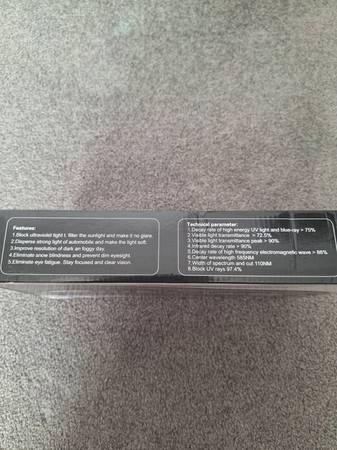 Features:
1.Block ultraviolet light t. filter the sunlight and make it no glare.
2.Disperse strong light of automobile and make the light soft.
3.Improve resolution of dark an foggy day.
4.Eliminate snow blindness and prevent dim eyesight.
5.Eliminate eye fatigue. Stay focused and clear vision.
Technical parameter:
1.Decay rate of high energy UV light and blue-ray > 75%
2.Visible light transmittance > 72.5%
3.Visible light transmittance peak > 90%
4.Infrared decay rate > 90%
5.Decay rate of high frequency electromagnetic wave > 88%
6.Center wavelength 585NM
7.Width of spectrum and cut 110NM
8.Block UV rays 97.4%